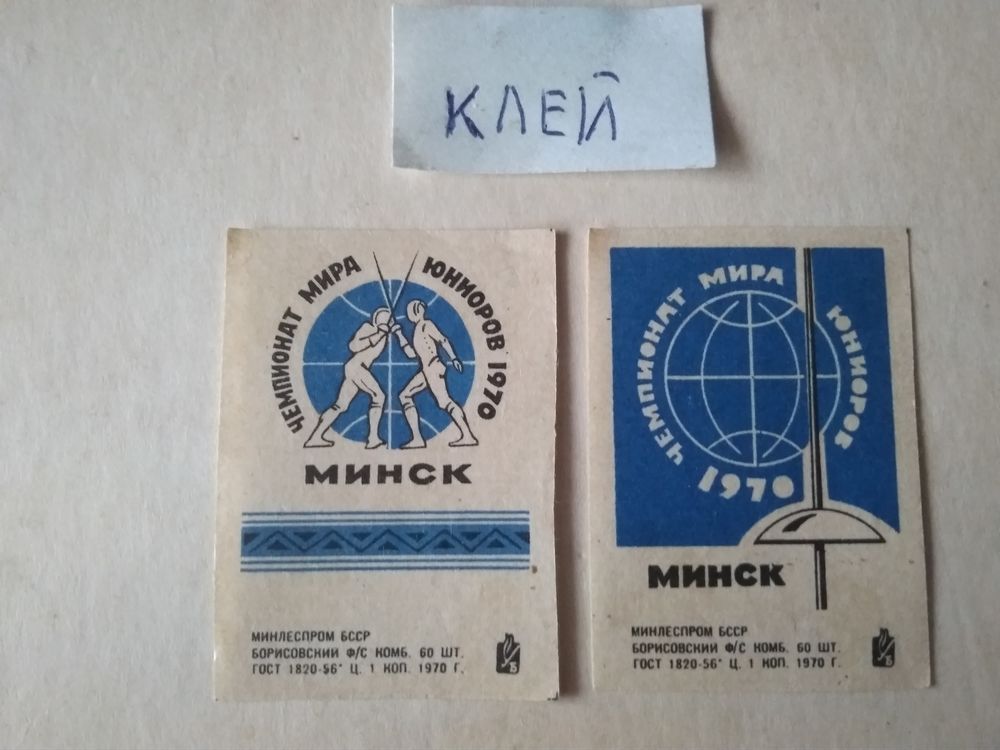 КЛЕЙ
ЧЕМПИОНАТ МИРА ЮНИОРОВ 1970
МИНСК
МИНЛЕСПРОМ БССР
БОРИСОВСКИЙ Ф/С КОМБ. 60 ШТ.
ГОСТ 1820-56* Ц. 1 КОП. 1970 Г.
ЧЕМПИОНАТ МИРА ЮНИОРОВ
1970
МИНСК
МИНЛЕСПРОМ БССР
БОРИСОВСКИЙ Ф/С КОМБ. 60 ШТ.
ГОСТ 1820-56* Ц. 1 КОП. 1970 Г.